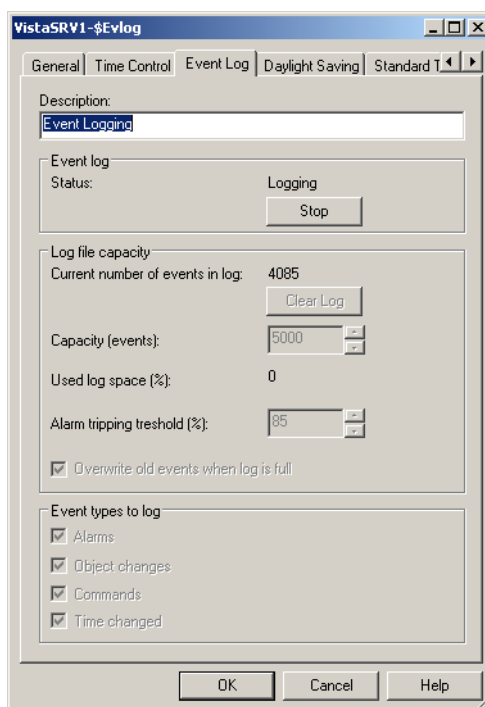 VistaSRV1-$Evlog
General Time Control Event Log Daylight Saving Standard T
Description:
Event Logging
Event log
Status: Logging
Stop
Log file capacity
Current number of events in log: 4085
Clear Log
Capacity (events): 5000
Used log space (%): 0
Alarm tripping treshold (%): 85
Overwrite old events when log is full
Event types to log
Alarms
Object changes
Commands
Time changed
OK Cancel Help